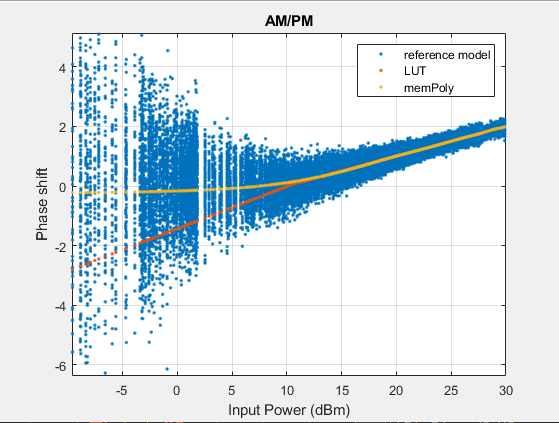 AM/PM
reference model
LUT
memPoly
4
2
0
-2
-4
-6
Phase shift
-5 0 5 10 15 20 25 30
Input Power (dBm)